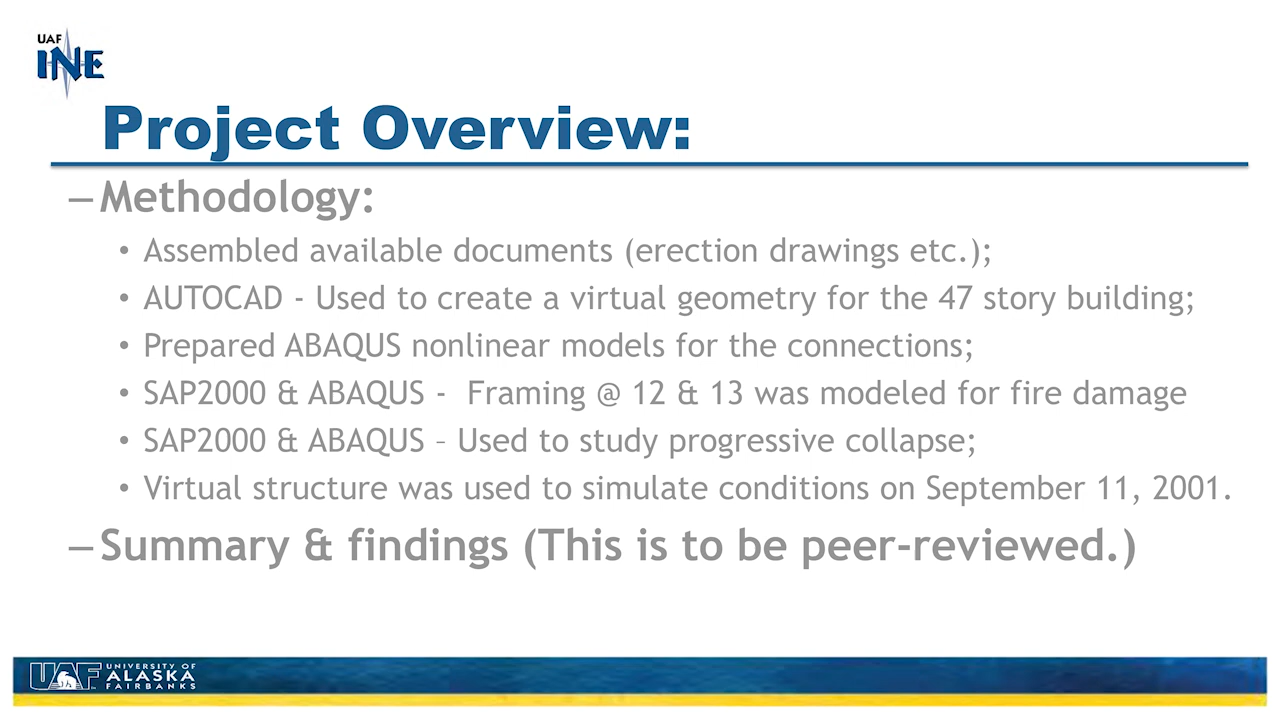 UAF
INE
Project Overview:
– Methodology:
• Assembled available documents (erection drawings etc.);
• AUTOCAD - Used to create a virtual geometry for the 47 story building;
• Prepared ABAQUS nonlinear models for the connections;
• SAP2000 & ABAQUS - Framing @ 12 & 13 was modeled for fire damage
• SAP2000 & ABAQUS – Used to study progressive collapse;
• Virtual structure was used to simulate conditions on September 11, 2001.
– Summary & findings (This is to be peer-reviewed.)
UAF UNIVERSITY OF
ALASKA
FAIRBANKS